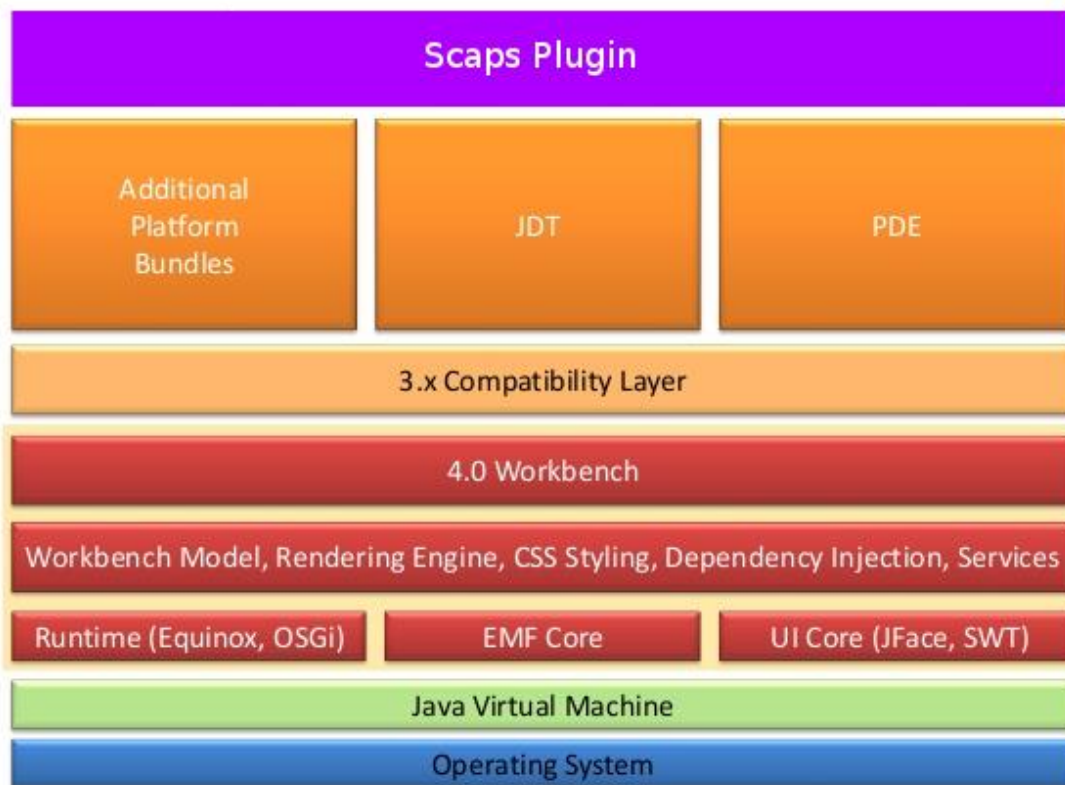 Scaps Plugin
Additional
Platform
Bundles
JDT
PDE
3.x Compatibility Layer
4.0 Workbench
Workbench Model, Rendering Engine, CSS Styling, Dependency Injection, Services
Runtime (Equinox, OSGi)
EMF Core
UI Core (JFace, SWT)
Java Virtual Machine
Operating System